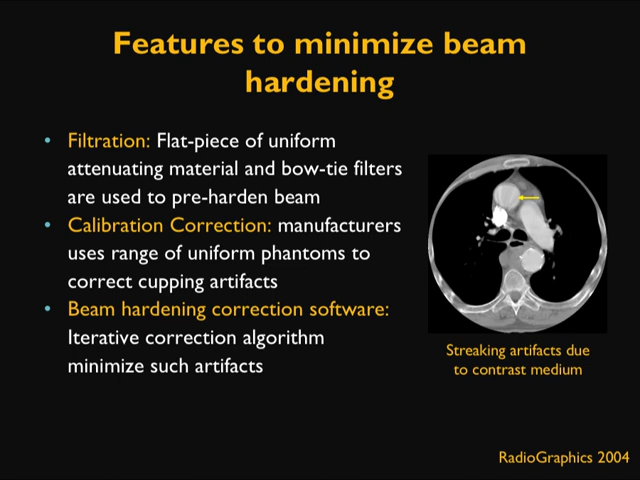 Features to minimize beam
hardening
• Filtration: Flat-piece of uniform
attenuating material and bow-tie filters
are used to pre-harden beam
• Calibration Correction: manufacturers
uses range of uniform phantoms to
correct cupping artifacts
• Beam hardening correction software:
Iterative correction algorithm
minimize such artifacts
Streaking artifacts due
to contrast medium
RadioGraphics 2004